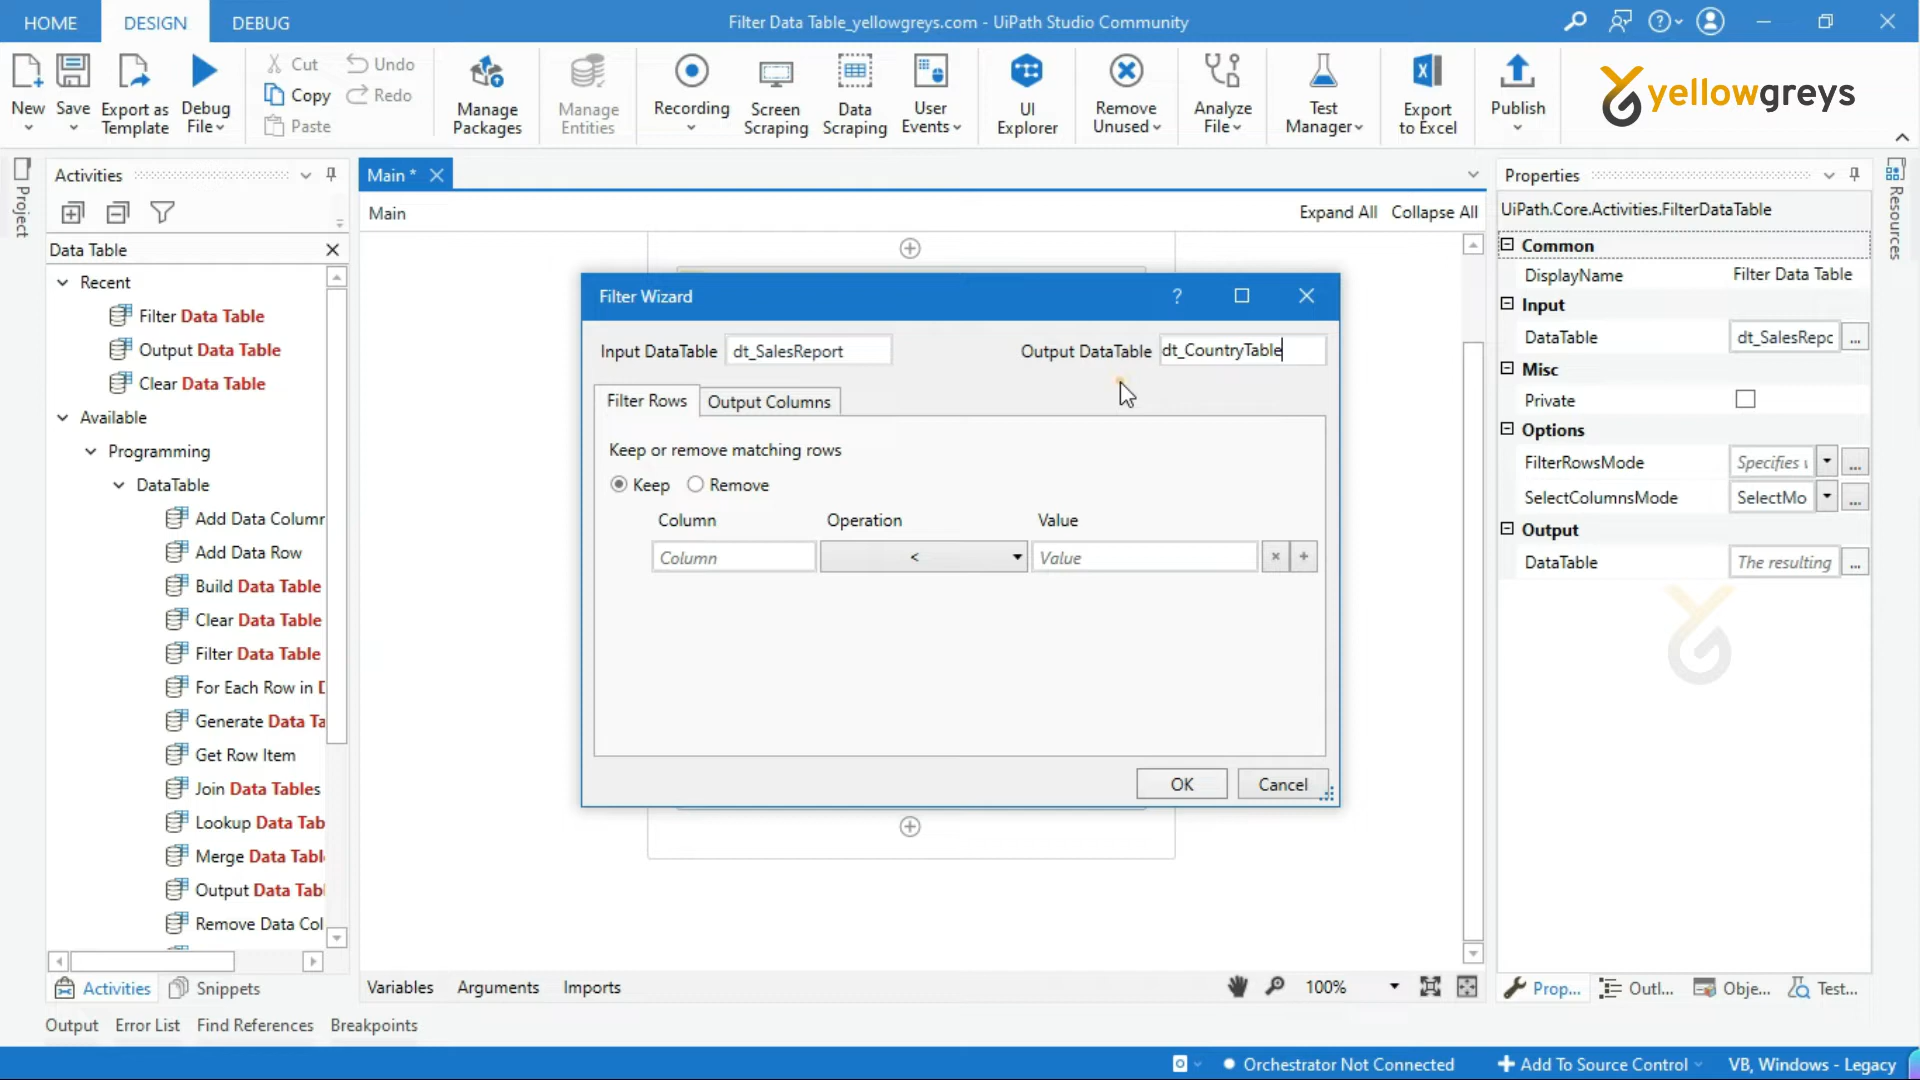 HOME DESIGN DEBUG Filter Data Table_yellowgreys.com - UiPath Studio Community
New
Save
Export as
Template
Debug
File
Cut
Copy
Paste
Undo
Redo
Manage
Packages
Manage
Entities
Recording
Screen
Scraping
Data
Scraping
User
Events
UI
Explorer
Remove
Unused
Analyze
File
Test
Manager
Export
to Excel
Publish
yellowgreys
Project
Activities
Data Table
Recent
Filter Data Table
Output Data Table
Clear Data Table
Available
Programming
DataTable
Add Data Column
Add Data Row
Build Data Table
Clear Data Table
Filter Data Table
For Each Row in D
Generate Data Ta
Get Row Item
Join Data Tables
Lookup Data Tab
Merge Data Table
Output Data Tabl
Remove Data Col
Activities Snippets
Main *
Main Expand All Collapse All
Filter Wizard ?
Input DataTable dt_SalesReport Output DataTable dt_CountryTable
Filter Rows Output Columns
Keep or remove matching rows
Keep Remove
Column Operation Value
Column < Value × +
OK Cancel
Variables Arguments Imports 100%
Properties
UiPath.Core.Activities.FilterDataTable
Common
DisplayName Filter Data Table
Input
DataTable dt_SalesRepc ...
Misc
Private
Options
FilterRowsMode Specifies ...
SelectColumnsMode SelectMo ...
Output
DataTable The resulting ...
Prop... Outl... Obje... Test...
Resources
Output Error List Find References Breakpoints
Orchestrator Not Connected Add To Source Control VB, Windows - Legacy